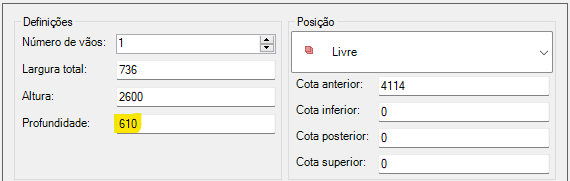 Definições
Número de vãos: 1
Largura total: 736
Altura: 2600
Profundidade: 610
Posição
Livre
Cota anterior: 4114
Cota inferior: 0
Cota posterior: 0
Cota superior: 0